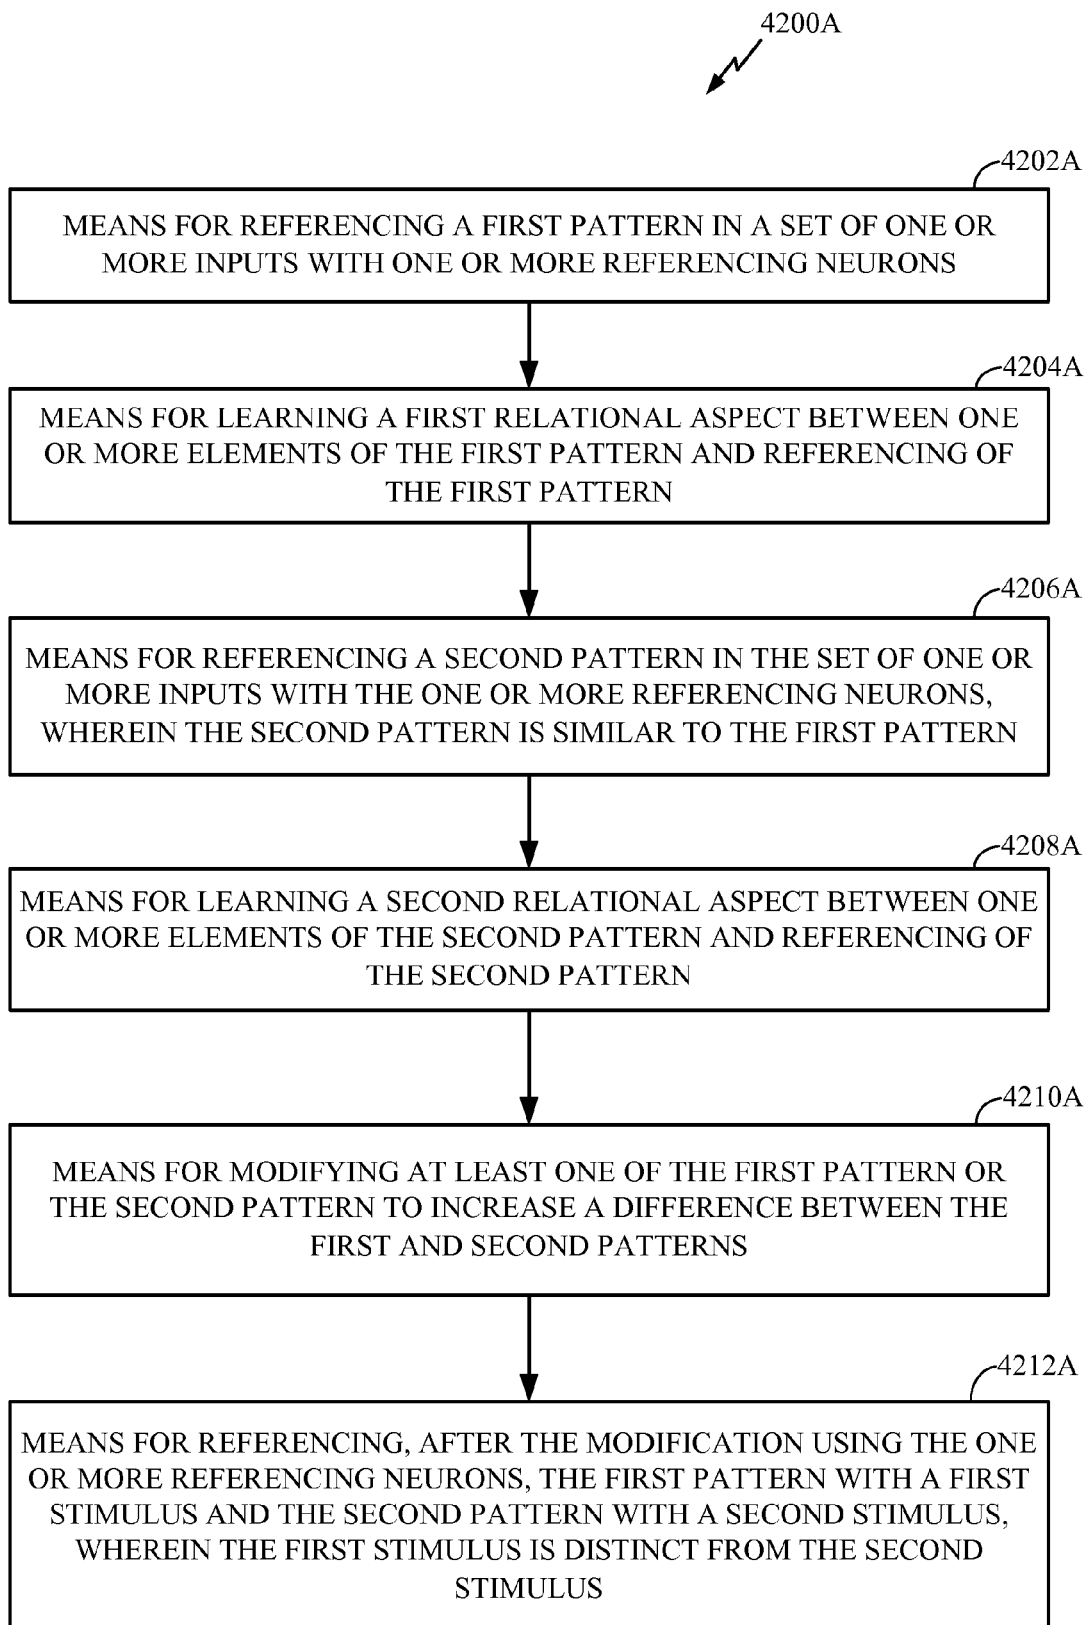 4200A
4202A
MEANS FOR REFERENCING A FIRST PATTERN IN A SET OF ONE OR
MORE INPUTS WITH ONE OR MORE REFERENCING NEURONS
4204A
MEANS FOR LEARNING A FIRST RELATIONAL ASPECT BETWEEN ONE
OR MORE ELEMENTS OF THE FIRST PATTERN AND REFERENCING OF
THE FIRST PATTERN
4206A
MEANS FOR REFERENCING A SECOND PATTERN IN THE SET OF ONE OR
MORE INPUTS WITH THE ONE OR MORE REFERENCING NEURONS,
WHEREIN THE SECOND PATTERN IS SIMILAR TO THE FIRST PATTERN
4208A
MEANS FOR LEARNING A SECOND RELATIONAL ASPECT BETWEEN ONE
OR MORE ELEMENTS OF THE SECOND PATTERN AND REFERENCING OF
THE SECOND PATTERN
4210A
MEANS FOR MODIFYING AT LEAST ONE OF THE FIRST PATTERN OR
THE SECOND PATTERN TO INCREASE A DIFFERENCE BETWEEN THE
FIRST AND SECOND PATTERNS
4212A
MEANS FOR REFERENCING, AFTER THE MODIFICATION USING THE ONE
OR MORE REFERENCING NEURONS, THE FIRST PATTERN WITH A FIRST
STIMULUS AND THE SECOND PATTERN WITH A SECOND STIMULUS,
WHEREIN THE FIRST STIMULUS IS DISTINCT FROM THE SECOND
STIMULUS